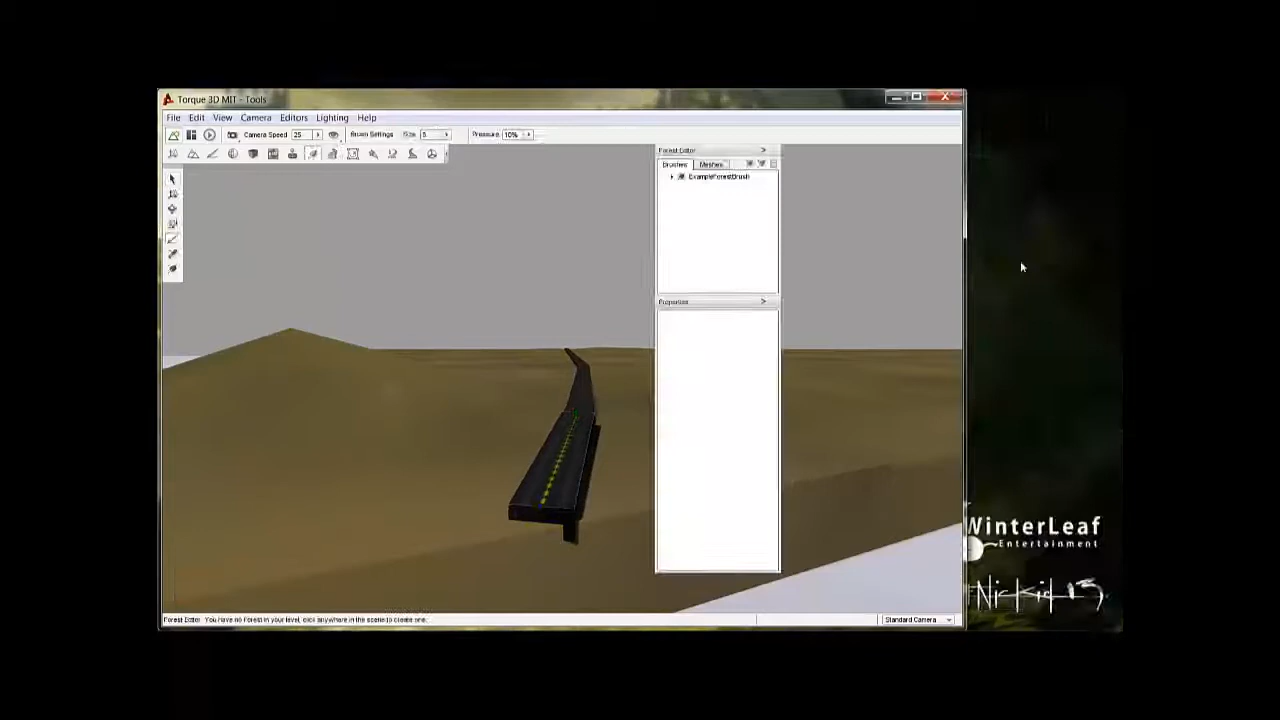 Torque 3D MIT - Tools
File Edit View Camera Editors Lighting Help
Camera Speed 25 Brush Settings Size 5 Pressure 10%
Forest Editor
Brushes Meshes
ExampleForestBrush
Properties
WinterLeaf
Entertainment
Forest Editor You have no Forest in your level; click anywhere in the scene to create one.
Standard Camera